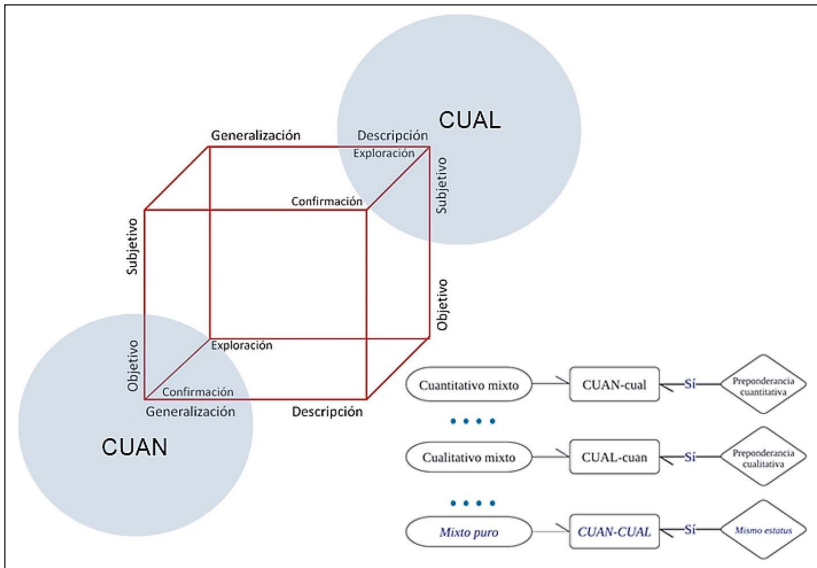 CUAL
Generalización
Descripción
Exploración
Subjetivo
Confirmación
Subjetivo
Objetivo
Exploración
Objetivo
Confirmación
Generalización
Descripción
CUAN
Cuantitativo mixto
CUAN-cual
Sí
Preponderancia
cuantitativa
Cualitativo mixto
CUAL-cuan
Sí
Preponderancia
cualitativa
Mixto puro
CUAN-CUAL
Sí
Mismo estatus